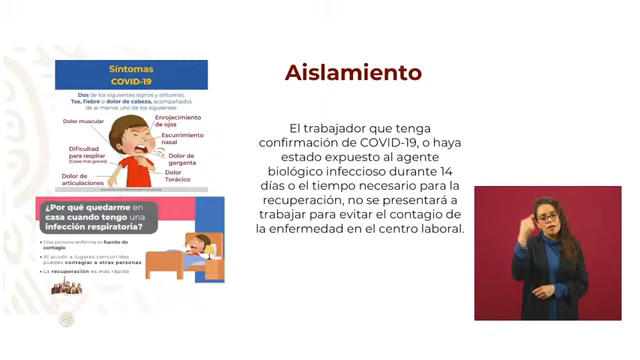 Síntomas
COVID-19
Dos de los siguientes signos y síntomas:
Tos, fiebre o dolor de cabeza, acompañados
de al menos uno de los siguientes:
Dolor muscular
Enrojecimiento
de ojos
Escurrimiento
nasal
Dificultad
para respirar
(Casos más graves)
Dolor de
garganta
Dolor de
articulaciones
Dolor
Torácico
¿Por qué quedarme en
casa cuando tengo una
infección respiratoria?
Una persona enferma es fuente de
contagio
Al acudir a lugares concurridos
puedes contagiar a otras personas
La recuperación es más rápida
Aislamiento
El trabajador que tenga
confirmación de COVID-19, o haya
estado expuesto al agente
biológico infeccioso durante 14
días o el tiempo necesario para la
recuperación, no se presentará a
trabajar para evitar el contagio de
la enfermedad en el centro laboral.